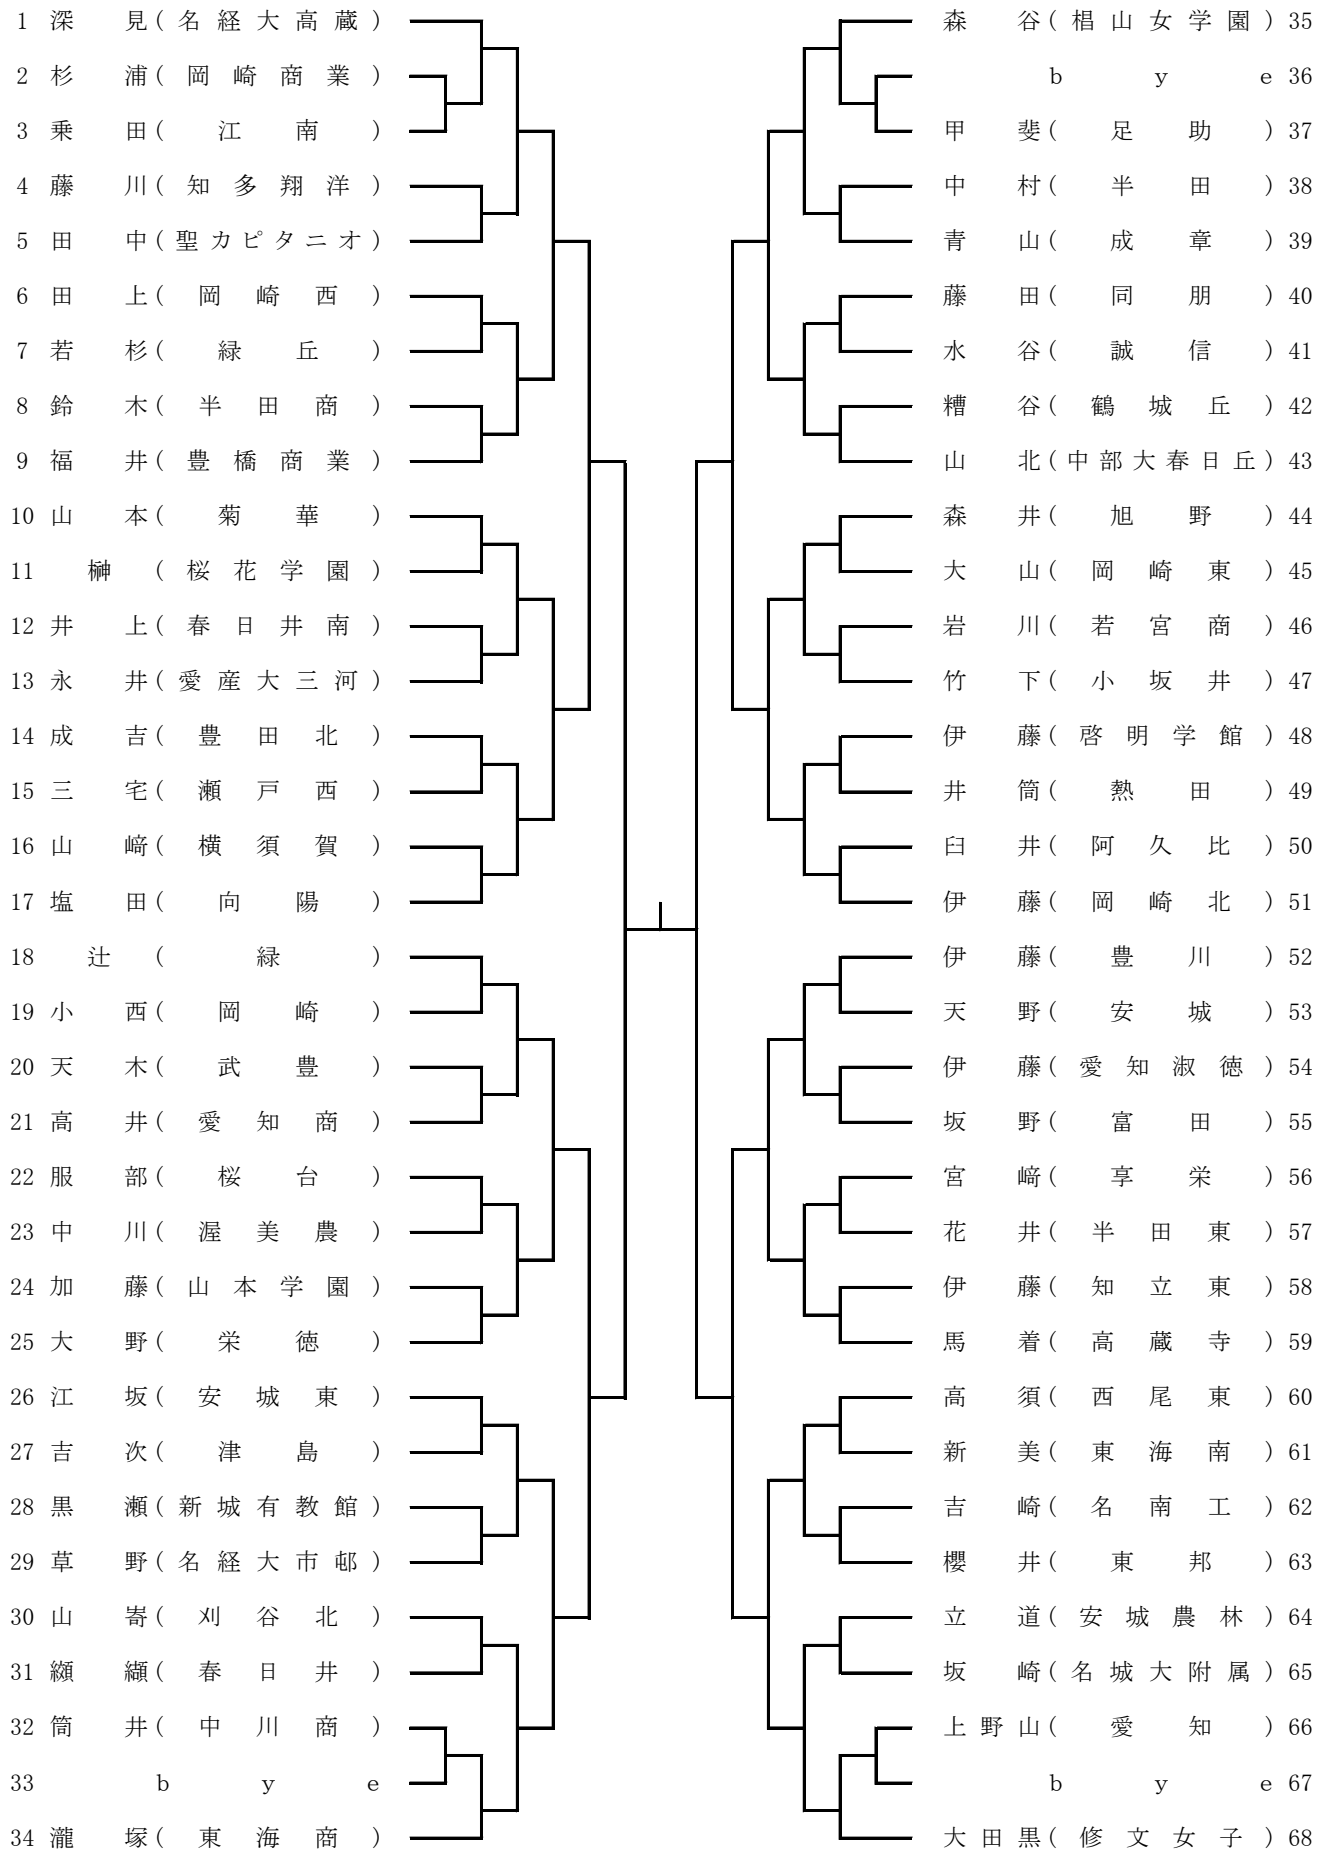 1 深見(名経大高蔵)
2 杉浦(岡崎商業)
3 乗田(江南)
4 藤川(知多翔洋)
5 田中(聖カピタニオ)
6 田上(岡崎西)
7 若杉(緑丘)
8 鈴木(半田商)
9 福井(豊橋商業)
10 山本(菊華)
11 榊(桜花学園)
12 井上(春日井南)
13 永井(愛産大三河)
14 成吉(豊田北)
15 三宅(瀬戸西)
16 山﨑(横須賀)
17 塩田(向陽)
18 辻(緑)
19 小西(岡崎)
20 天木(武豊)
21 高井(愛知商)
22 服部(桜台)
23 中川(渥美農)
24 加藤(山本学園)
25 大野(栄徳)
26 江坂(安城東)
27 吉次(津島)
28 黒瀬(新城有教館)
29 草野(名経大市邨)
30 山嵜(刈谷北)
31 纐纈(春日井)
32 筒井(中川商)
33 bye
34 瀧塚(東海商)
森谷(椙山女学園)35
bye 36
甲斐(足助)37
中村(半田)38
青山(成章)39
藤田(同朋)40
水谷(誠信)41
糟谷(鶴城丘)42
山北(中部大春日丘)43
森井(旭野)44
大山(岡崎東)45
岩川(若宮商)46
竹下(小坂井)47
伊藤(啓明学館)48
井筒(熱田)49
臼井(阿久比)50
伊藤(岡崎北)51
伊藤(豊川)52
天野(安城)53
伊藤(愛知淑徳)54
坂野(富田)55
宮﨑(享栄)56
花井(半田東)57
伊藤(知立東)58
馬着(高蔵寺)59
高須(西尾東)60
新美(東海南)61
吉崎(名南工)62
櫻井(東邦)63
立道(安城農林)64
坂崎(名城大附属)65
上野山(愛知)66
bye 67
大田黒(修文女子)68